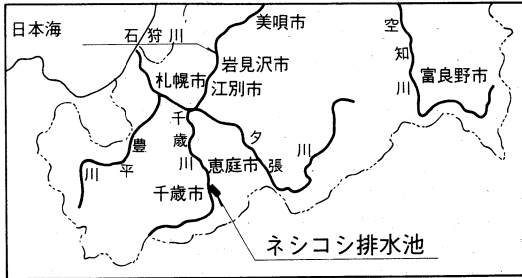 日本海
石狩川
美唄市
空知川
岩見沢市
札幌市
江別市
富良野市
千歳川
豊平川
夕張川
恵庭市
千歳市
ネシコシ排水池